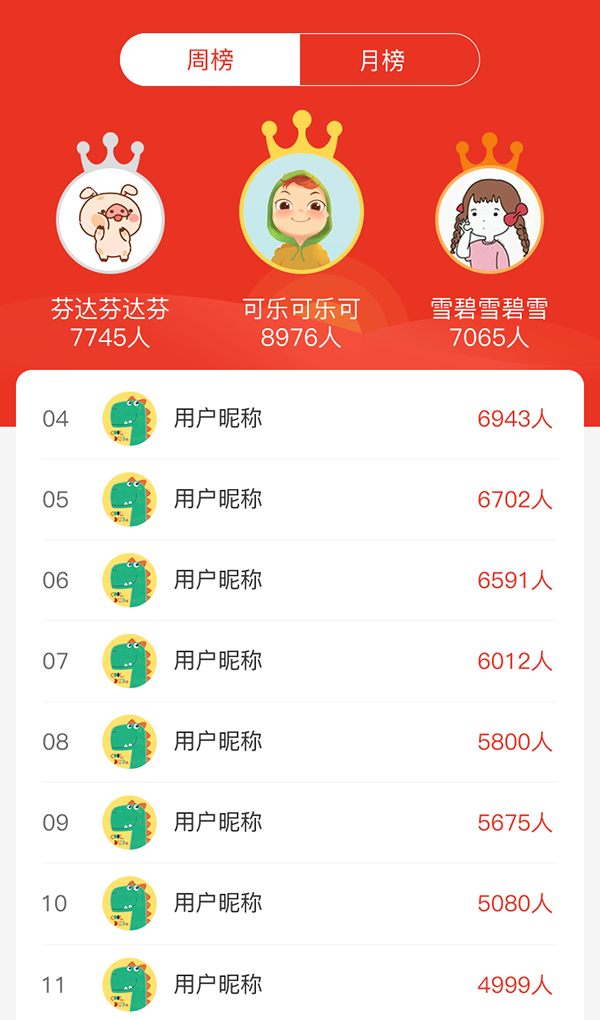 周榜
月榜
芬达芬达芬
7745人
可乐可乐可
8976人
雪碧雪碧雪
7065人
04 用户昵称 6943人
05 用户昵称 6702人
06 用户昵称 6591人
07 用户昵称 6012人
08 用户昵称 5800人
09 用户昵称 5675人
10 用户昵称 5080人
11 用户昵称 4999人